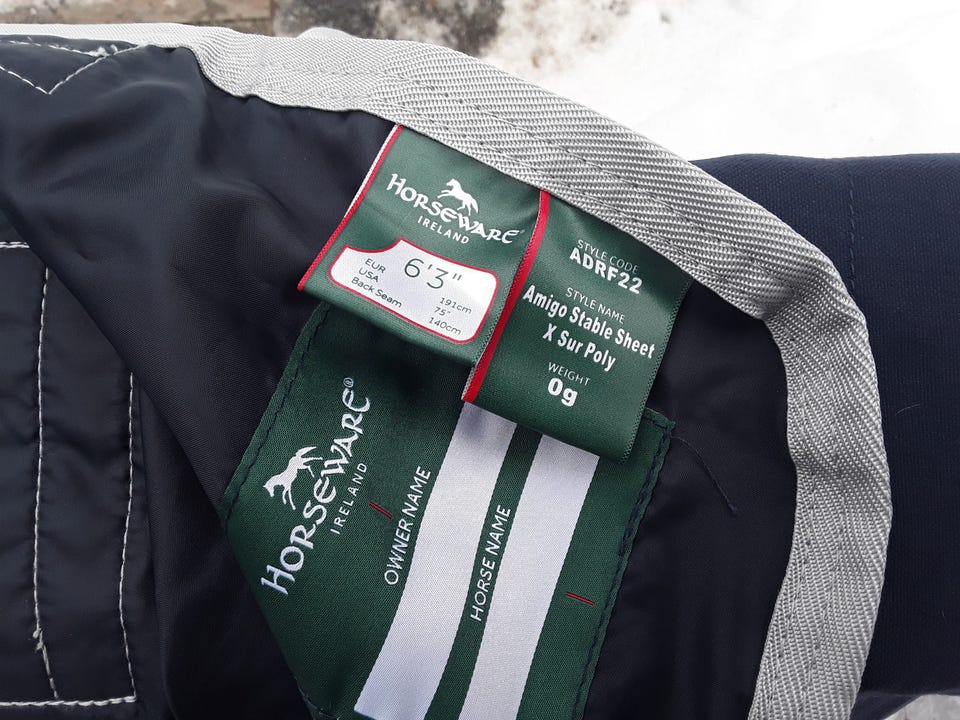 HORSEWARE®
IRELAND
6'3"
EUR 191cm
USA 75"
Back Seam 140cm
STYLE CODE
ADRF22
STYLE NAME
Amigo Stable Sheet
X Sur Poly
WEIGHT
0g
HORSEWARE®
IRELAND
OWNER NAME
HORSE NAME